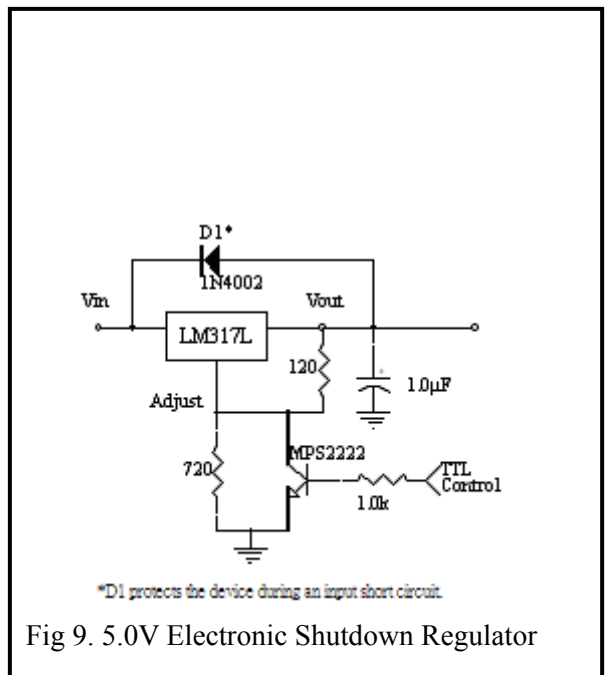 D1*
1N4002
Vin
Vout
LM317L
120
1.0μF
Adjust
MPS2222
720
TTL
Control
1.0k
*D1 protects the device during an input short circuit.
Fig 9. 5.0V Electronic Shutdown Regulator